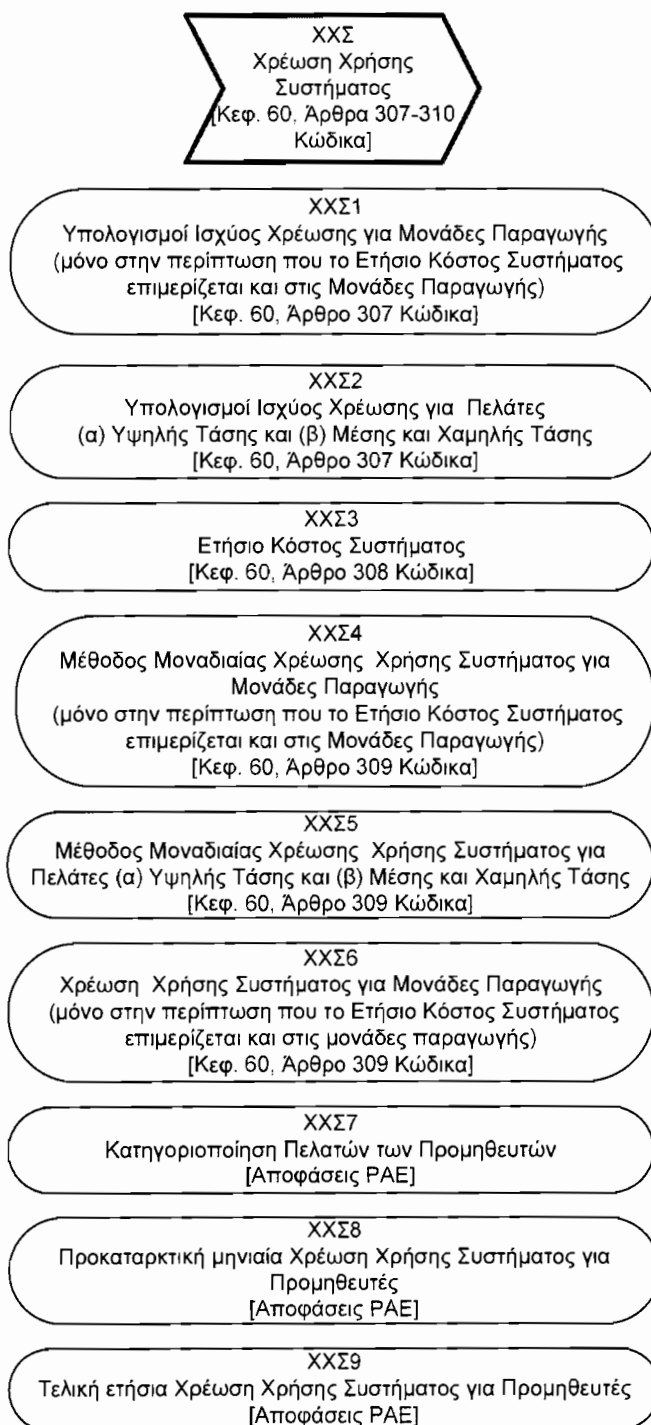 ΧΧΣ
Χρέωση Χρήσης
Συστήματος
[Κεφ. 60, Άρθρα 307-310
Κώδικα]
ΧΧΣ1
Υπολογισμοί Ισχύος Χρέωσης για Μονάδες Παραγωγής
(μόνο στην περίπτωση που το Ετήσιο Κόστος Συστήματος
επιμερίζεται και στις Μονάδες Παραγωγής)
[Κεφ. 60, Άρθρο 307 Κώδικα]
ΧΧΣ2
Υπολογισμοί Ισχύος Χρέωσης για Πελάτες
(α) Υψηλής Τάσης και (β) Μέσης και Χαμηλής Τάσης
[Κεφ. 60, Άρθρο 307 Κώδικα]
ΧΧΣ3
Ετήσιο Κόστος Συστήματος
[Κεφ. 60, Άρθρο 308 Κώδικα]
ΧΧΣ4
Μέθοδος Μοναδιαίας Χρέωσης Χρήσης Συστήματος για
Μονάδες Παραγωγής
(μόνο στην περίπτωση που το Ετήσιο Κόστος Συστήματος
επιμερίζεται και στις Μονάδες Παραγωγής)
[Κεφ. 60, Άρθρο 309 Κώδικα]
ΧΧΣ5
Μέθοδος Μοναδιαίας Χρέωσης Χρήσης Συστήματος για
Πελάτες (α) Υψηλής Τάσης και (β) Μέσης και Χαμηλής Τάσης
[Κεφ. 60, Άρθρο 309 Κώδικα]
ΧΧΣ6
Χρέωση Χρήσης Συστήματος για Μονάδες Παραγωγής
(μόνο στην περίπτωση που το Ετήσιο Κόστος Συστήματος
επιμερίζεται και στις μονάδες παραγωγής)
[Κεφ. 60, Άρθρο 309 Κώδικα]
ΧΧΣ7
Κατηγοριοποίηση Πελατών των Προμηθευτών
[Αποφάσεις ΡΑΕ]
ΧΧΣ8
Προκαταρκτική μηνιαία Χρέωση Χρήσης Συστήματος για
Προμηθευτές
[Αποφάσεις ΡΑΕ]
ΧΧΣ9
Τελική ετήσια Χρέωση Χρήσης Συστήματος για Προμηθευτές
[Αποφάσεις ΡΑΕ]